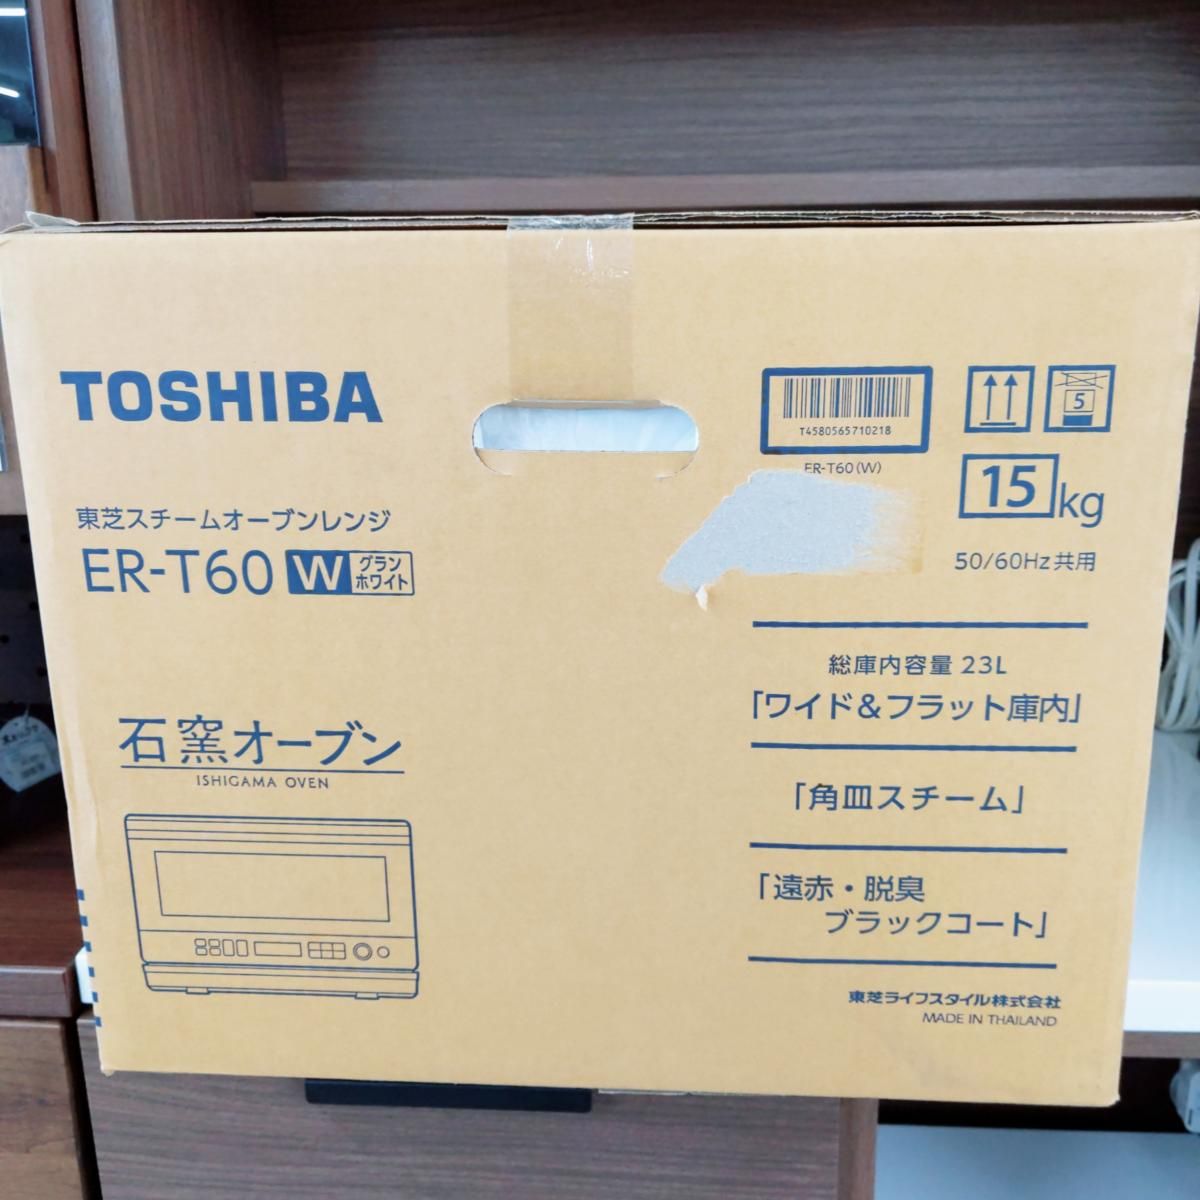 TOSHIBA
東芝スチームオーブンレンジ
ER-T60 W グランホワイト
石窯オーブン
ISHIGAMA OVEN
T4580565710218
ER-T60(W)
5
15kg
50/60Hz共用
総庫内容量 23L
「ワイド&フラット庫内」
「角皿スチーム」
「遠赤・脱臭
ブラックコート」
東芝ライフスタイル株式会社
MADE IN THAILAND